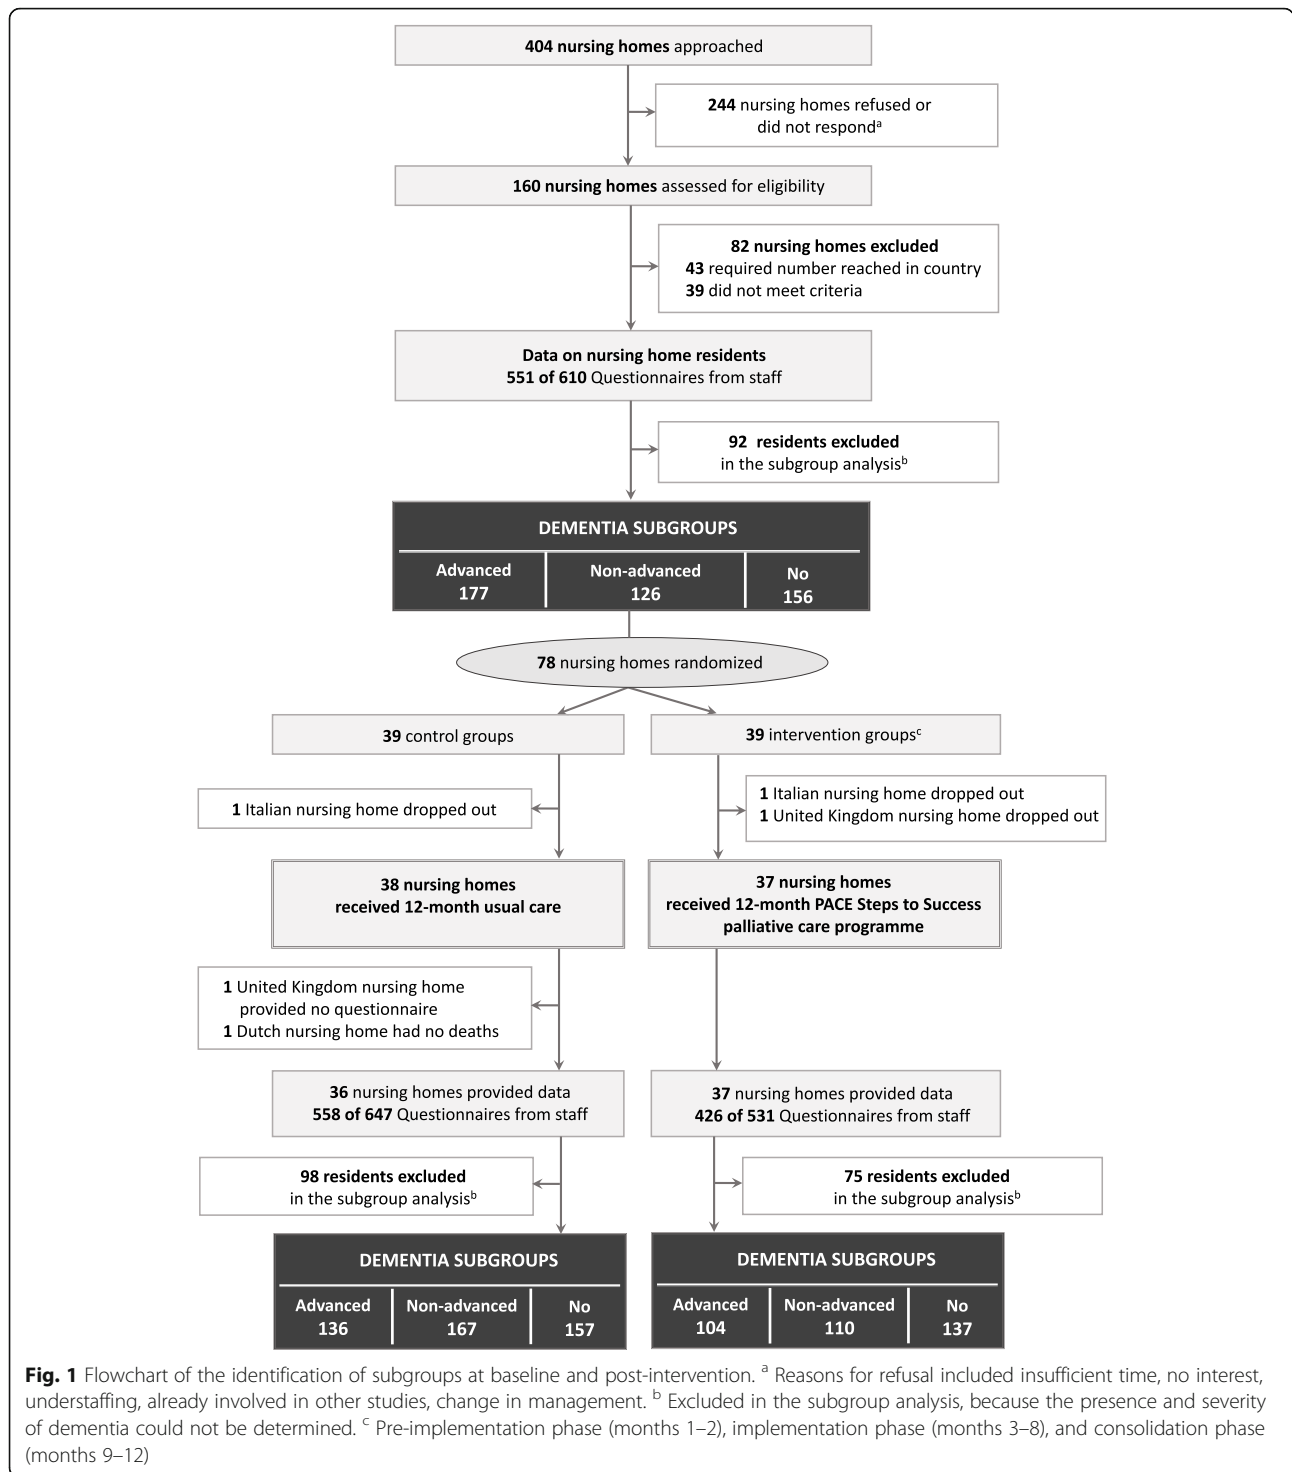 404 nursing homes approached
244 nursing homes refused or
did not respondᵃ
160 nursing homes assessed for eligibility
82 nursing homes excluded
43 required number reached in country
39 did not meet criteria
Data on nursing home residents
551 of 610 Questionnaires from staff
92 residents excluded
in the subgroup analysisᵇ
DEMENTIA SUBGROUPS
Advanced Non-advanced No
177 126 156
78 nursing homes randomized
39 control groups
39 intervention groupsᶜ
1 Italian nursing home dropped out
1 Italian nursing home dropped out
1 United Kingdom nursing home dropped out
38 nursing homes
received 12-month usual care
37 nursing homes
received 12-month PACE Steps to Success
palliative care programme
1 United Kingdom nursing home
provided no questionnaire
1 Dutch nursing home had no deaths
36 nursing homes provided data
558 of 647 Questionnaires from staff
37 nursing homes provided data
426 of 531 Questionnaires from staff
98 residents excluded
in the subgroup analysisᵇ
75 residents excluded
in the subgroup analysisᵇ
DEMENTIA SUBGROUPS
Advanced Non-advanced No
136 167 157
DEMENTIA SUBGROUPS
Advanced Non-advanced No
104 110 137
Fig. 1 Flowchart of the identification of subgroups at baseline and post-intervention. ᵃ Reasons for refusal included insufficient time, no interest,
understaffing, already involved in other studies, change in management. ᵇ Excluded in the subgroup analysis, because the presence and severity
of dementia could not be determined. ᶜ Pre-implementation phase (months 1–2), implementation phase (months 3–8), and consolidation phase
(months 9–12)